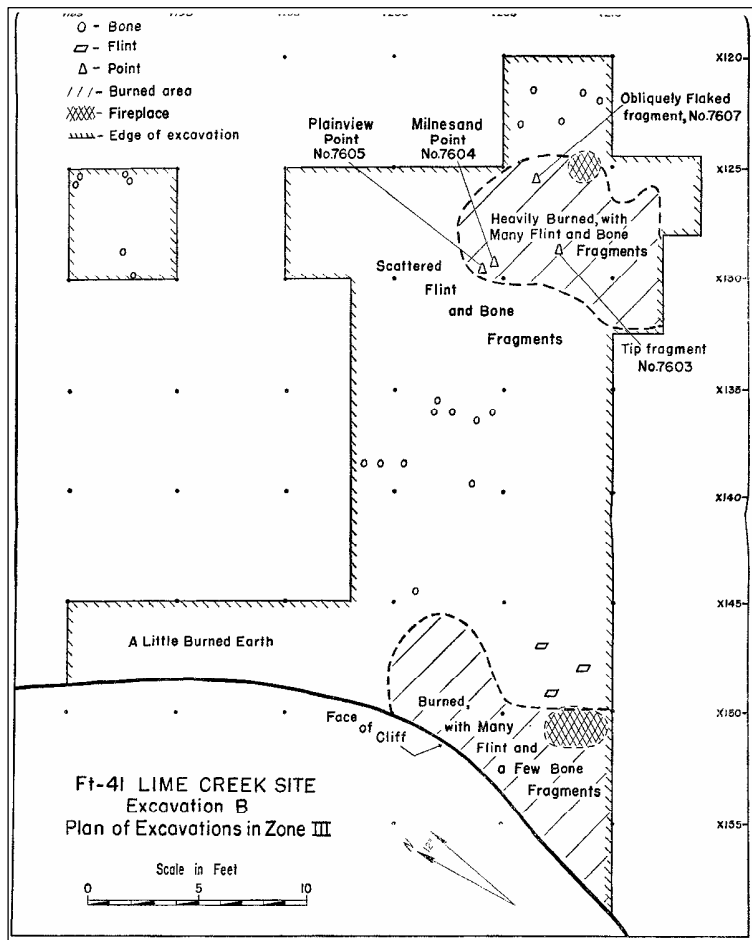 O - Bone
- Flint
- Point
- Burned area
- Fireplace
- Edge of excavation
X120
Plainview
Point
No.7605
Milnesand
Point
No.7604
Obliquely Flaked
fragment, No.7607
X125
Heavily Burned, with
Many Flint and Bone
Fragments
Scattered
Flint
and Bone
Fragments
X130
Tip fragment
No.7603
X135
X140
X145
A Little Burned Earth
Burned,
with Many
Flint and
a Few Bone
Fragments
X150
Face
of
Cliff
X155
Ft-41 LIME CREEK SITE
Excavation B
Plan of Excavations in Zone III
N
12°
Scale in Feet
0 5 10